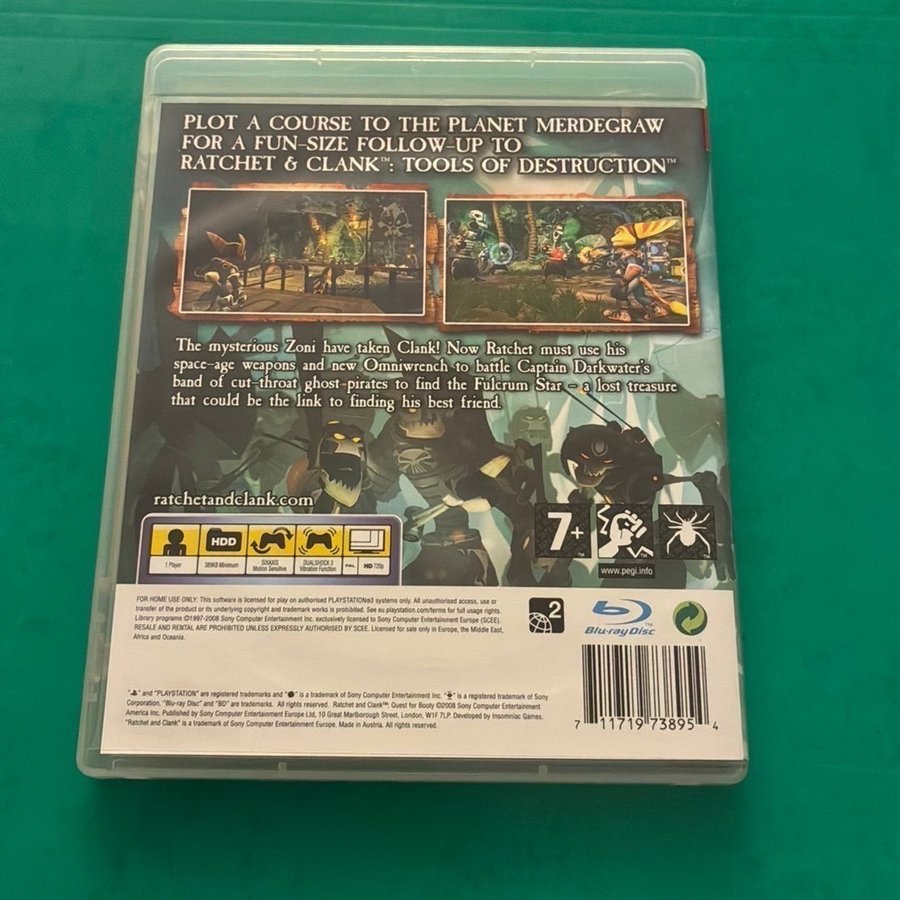 PLOT A COURSE TO THE PLANET MERDEGRAW
FOR A FUN-SIZE FOLLOW-UP TO
RATCHET & CLANK™: TOOLS OF DESTRUCTION™
The mysterious Zoni have taken Clank! Now Ratchet must use his
space-age weapons and new Omniwrench to battle Captain Darkwater's
band of cut-throat ghost-pirates to find the Fulcrum Star - a lost treasure
that could be the link to finding his best friend.
ratchetandclank.com
HDD
1 Player
389KB Minimum
SIXAXIS
Motion Sensitive
DUALSHOCK 3
Vibration Function
PAL
HD 720p
7+
™
™
www.pegi.info
FOR HOME USE ONLY: This software is licensed for play on authorised PLAYSTATION®3 systems only. All unauthorised access, use or
transfer of the product or its underlying copyright and trademark works is prohibited. See eu.playstation.com/terms for full usage rights.
Library programs ©1997-2008 Sony Computer Entertainment Inc. exclusively licensed to Sony Computer Entertainment Europe (SCEE).
RESALE AND RENTAL ARE PROHIBITED UNLESS EXPRESSLY AUTHORISED BY SCEE. Licensed for sale only in Europe, the Middle East,
Africa and Oceania.
2
Blu-ray Disc™
" " and "PLAYSTATION" are registered trademarks and " " is a trademark of Sony Computer Entertainment Inc. " " is a registered trademark of Sony
Corporation. "Blu-ray Disc" and "BD" are trademarks. All rights reserved. Ratchet and Clank™: Quest for Booty ©2008 Sony Computer Entertainment
America Inc. Published by Sony Computer Entertainment Europe Ltd, 10 Great Marlborough Street, London, W1F 7LP. Developed by Insomniac Games.
"Ratchet and Clank" is a trademark of Sony Computer Entertainment Europe. Made in Austria. All rights reserved.
7 11719 73895 4